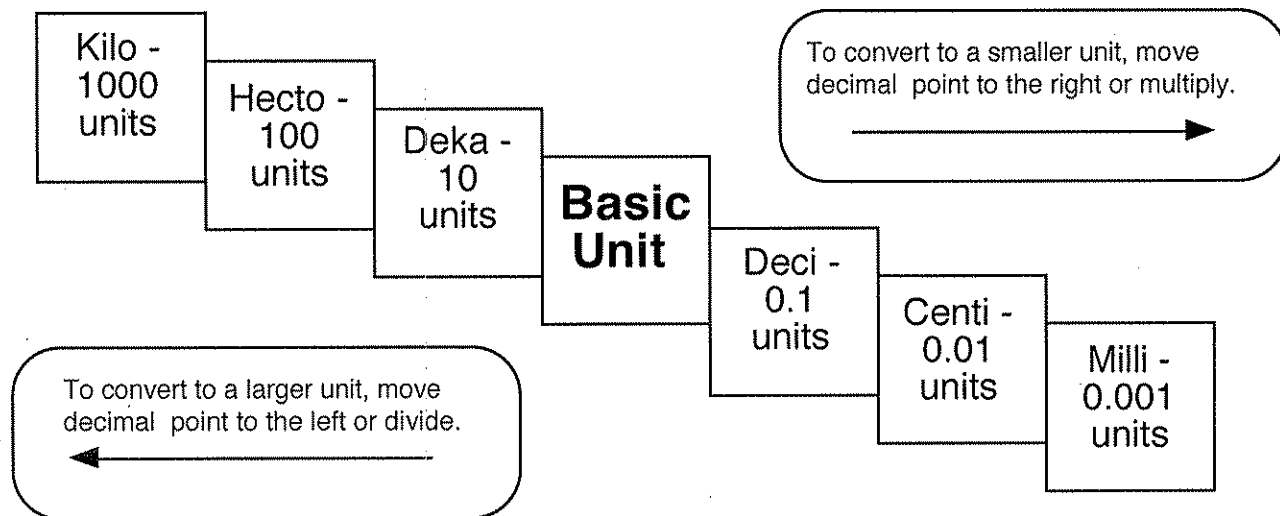 Kilo -
1000
units
Hecto -
100
units
Deka -
10
units
Basic
Unit
Deci -
0.1
units
Centi -
0.01
units
Milli -
0.001
units
To convert to a smaller unit, move
decimal point to the right or multiply.
To convert to a larger unit, move
decimal point to the left or divide.